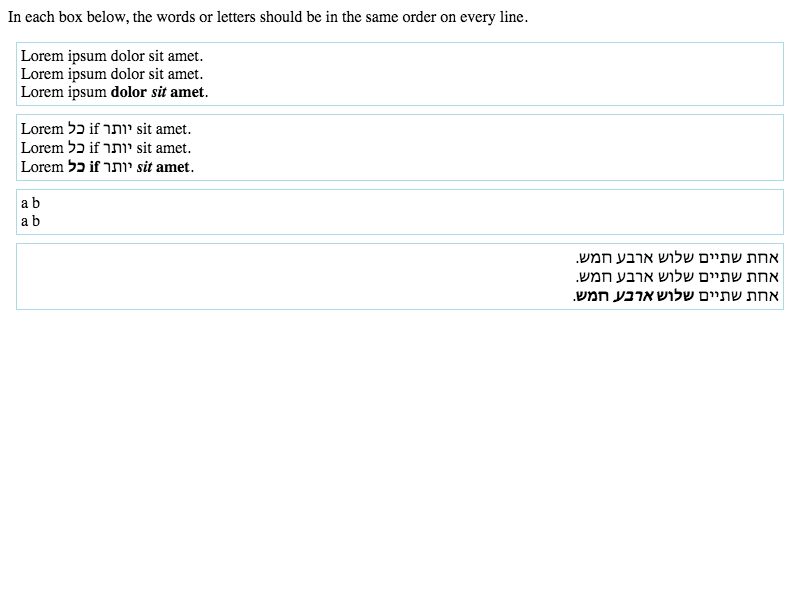 In each box below, the words or letters should be in the same order on every line.
Lorem ipsum dolor sit amet.
Lorem ipsum dolor sit amet.
Lorem ipsum dolor sit amet.
Lorem כל if יותר sit amet.
Lorem כל if יותר sit amet.
Lorem כל if יותר sit amet.
a b
a b
אחת שתיים שלוש ארבע חמש.
אחת שתיים שלוש ארבע חמש.
אחת שתיים שלוש ארבע חמש.